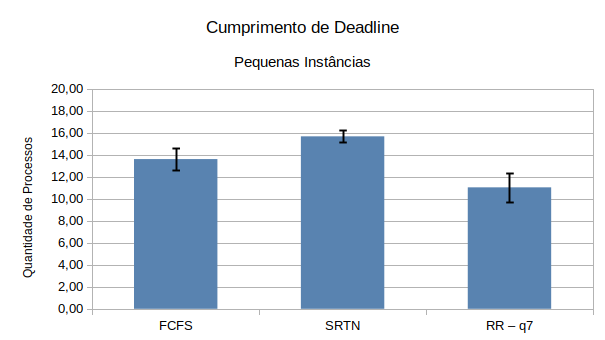 Cumprimento de Deadline
Pequenas Instâncias
Quantidade de Processos
20,00
18,00
16,00
14,00
12,00
10,00
8,00
6,00
4,00
2,00
0,00
FCFS
SRTN
RR – q7